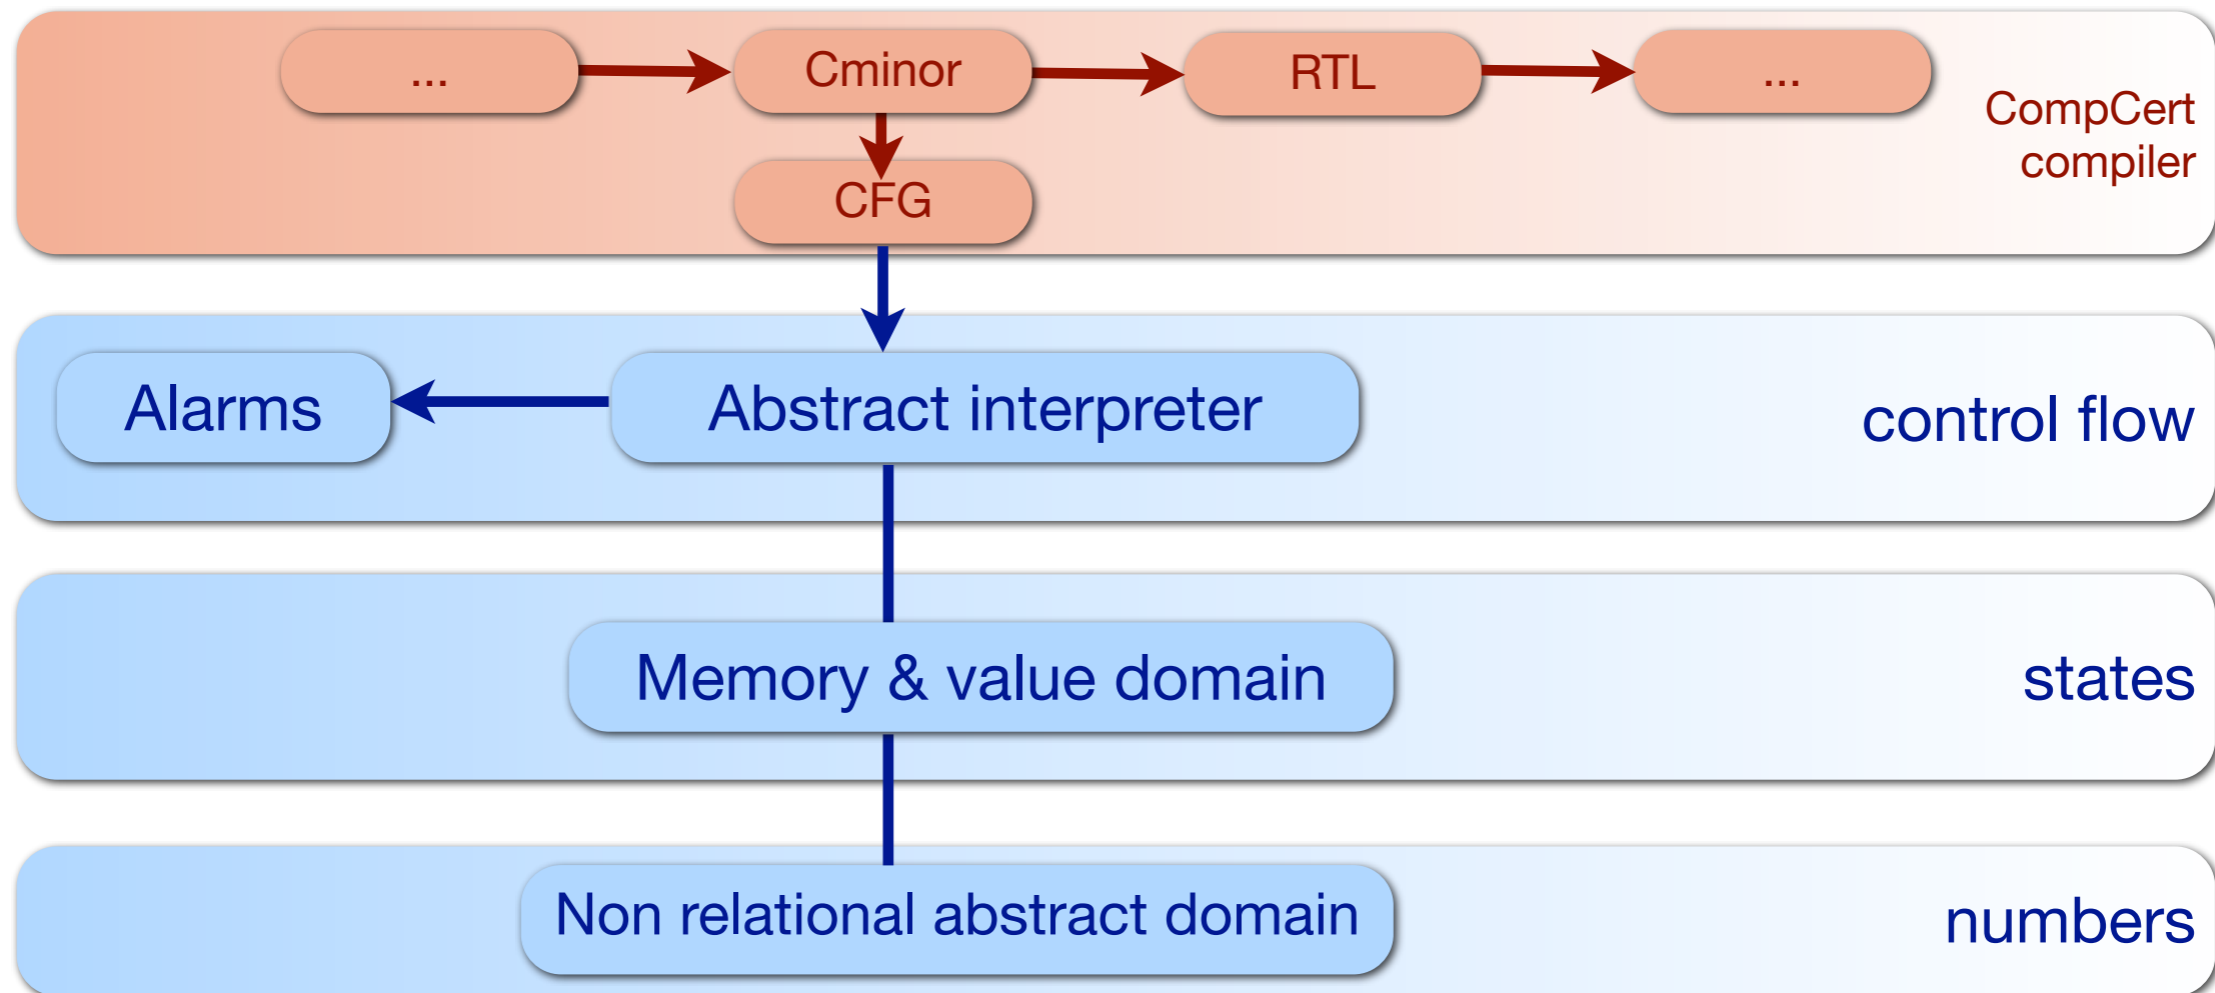 ...
Cminor
RTL
...
CompCert
compiler
CFG
Alarms
Abstract interpreter
control flow
Memory & value domain
states
Non relational abstract domain
numbers